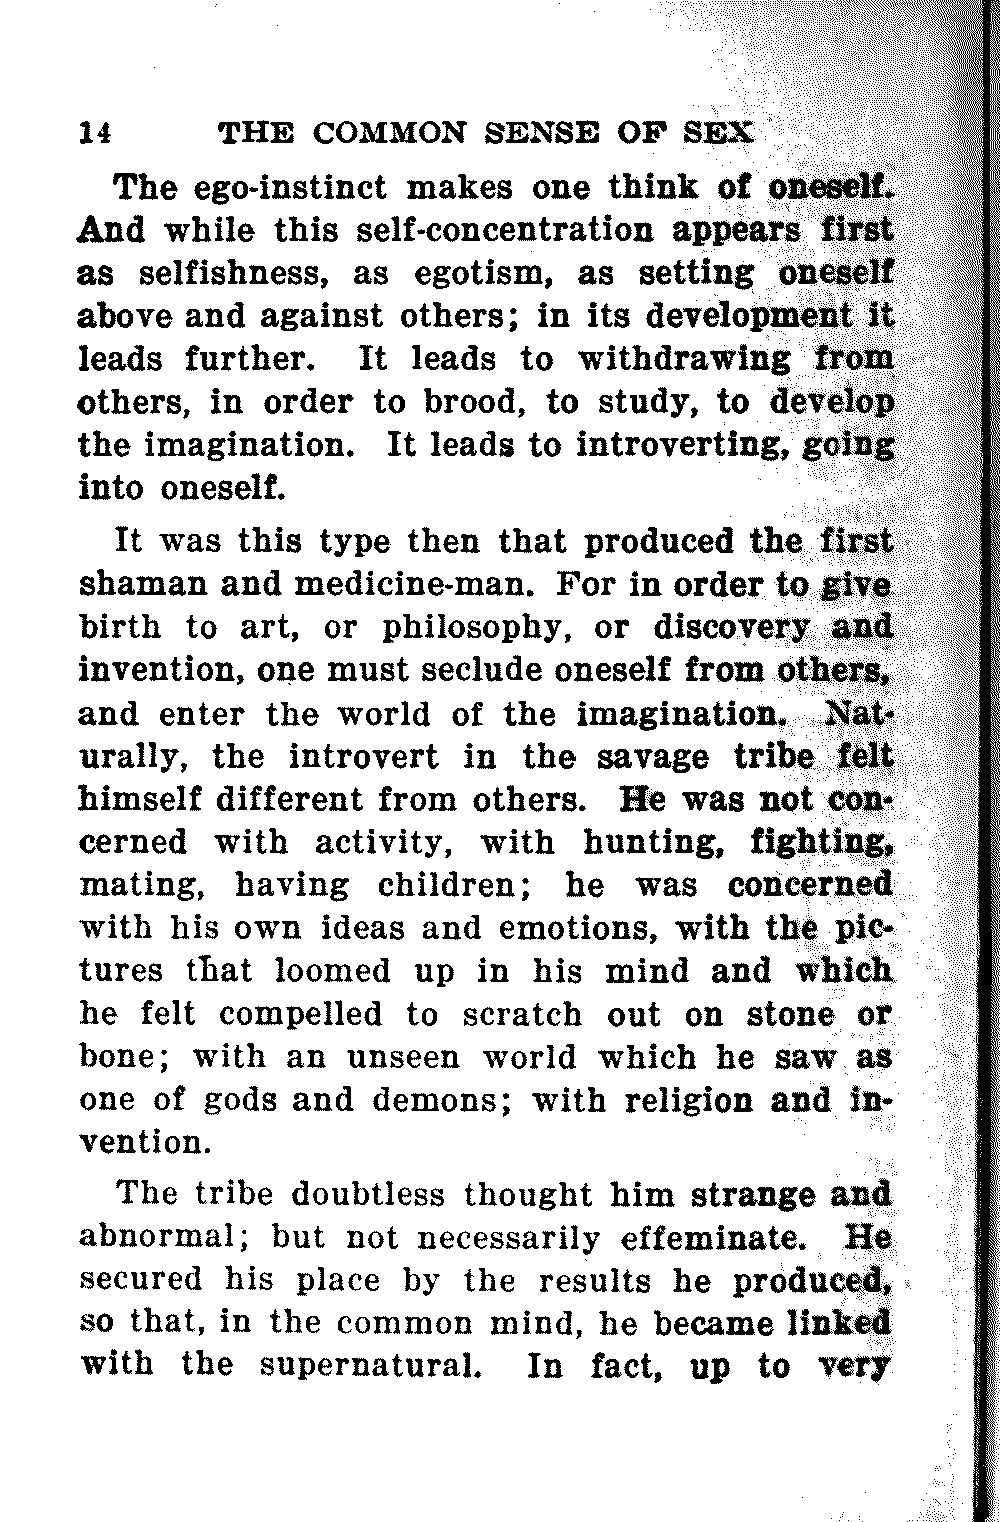 14 THE COMMON SENSE OF SEX
The ego-instinct makes one think of oneself.
And while this self-concentration appears first
as selfishness, as egotism, as setting oneself
above and against others; in its development it
leads further. It leads to withdrawing from
others, in order to brood, to study, to develop
the imagination. It leads to introverting, going
into oneself.
It was this type then that produced the first
shaman and medicine-man. For in order to give
birth to art, or philosophy, or discovery and
invention, one must seclude oneself from others,
and enter the world of the imagination. Nat-
urally, the introvert in the savage tribe felt
himself different from others. He was not con-
cerned with activity, with hunting, fighting,
mating, having children; he was concerned
with his own ideas and emotions, with the pic-
tures that loomed up in his mind and which
he felt compelled to scratch out on stone or
bone; with an unseen world which he saw as
one of gods and demons; with religion and in-
vention.
The tribe doubtless thought him strange and
abnormal; but not necessarily effeminate. He
secured his place by the results he produced,
so that, in the common mind, he became linked
with the supernatural. In fact, up to very